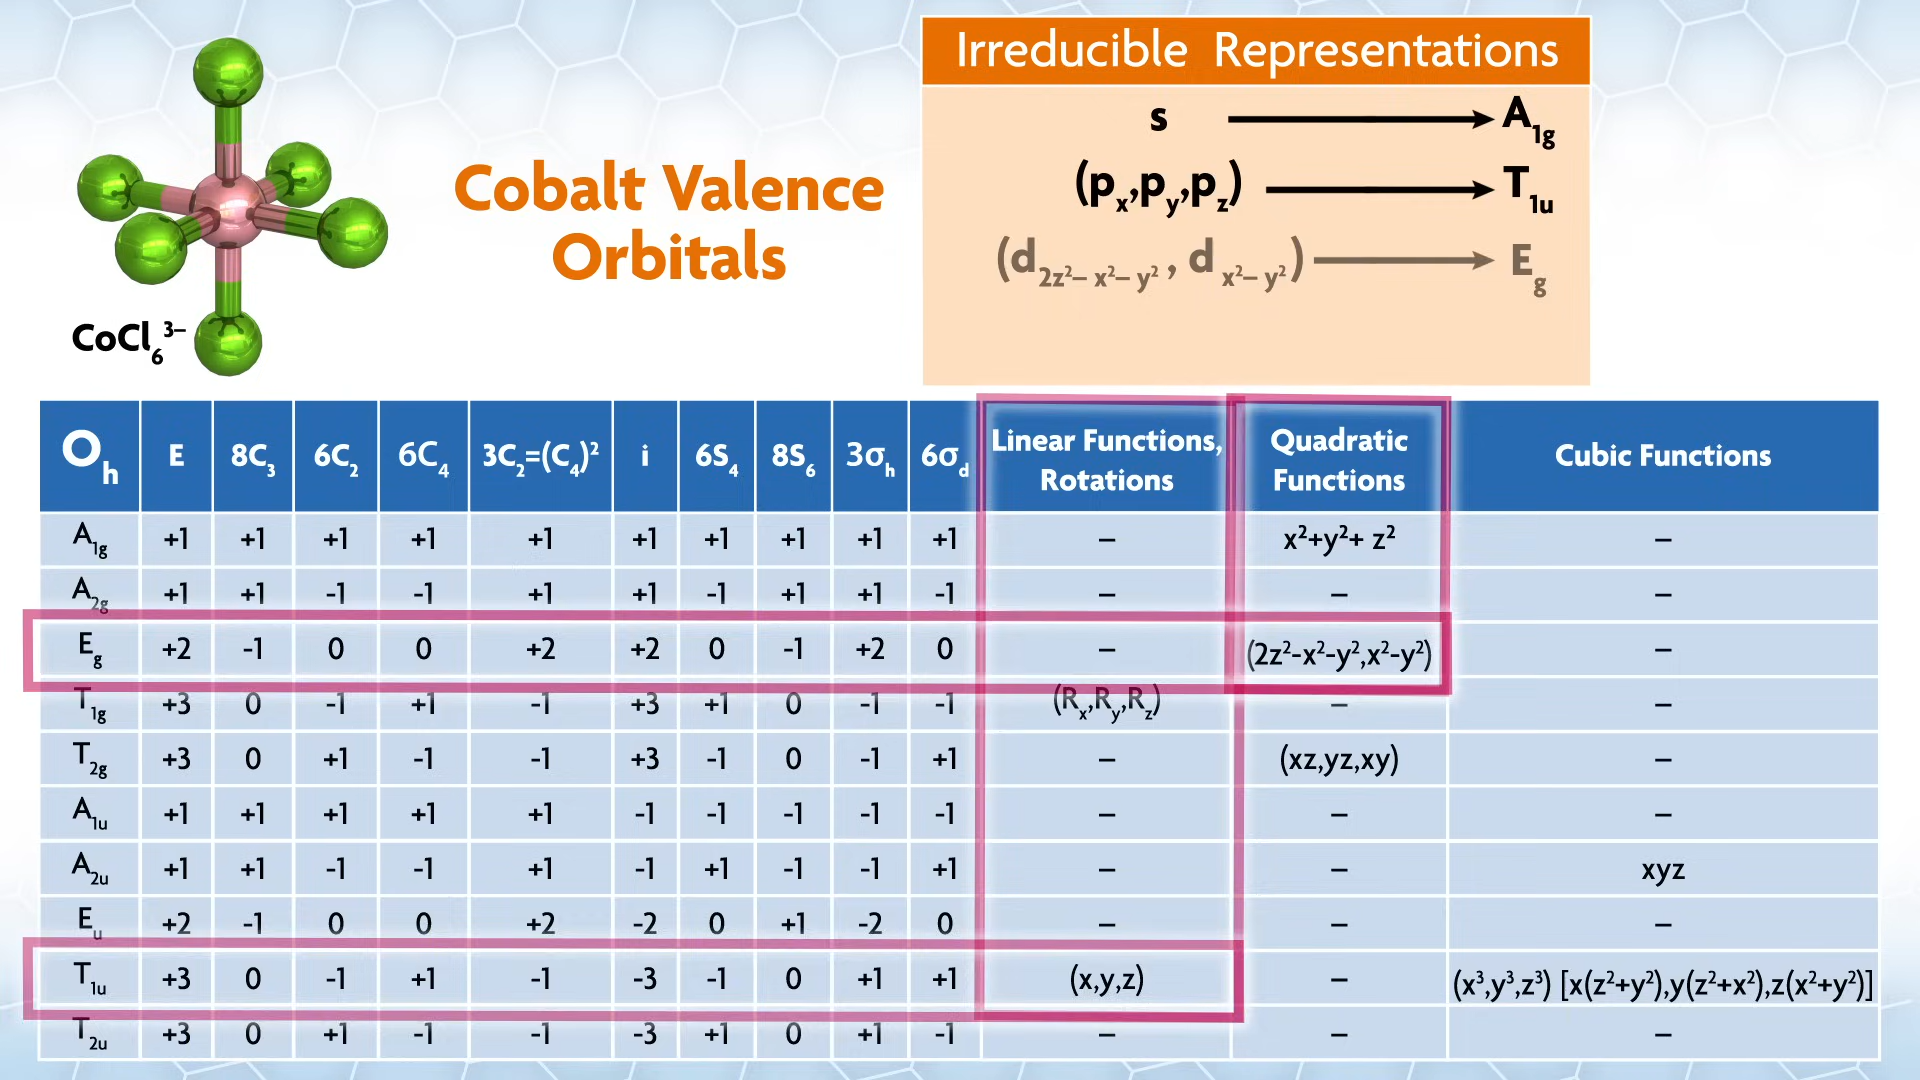 Irreducible Representations
s → A₁g
(pₓ,pᵧ,p_z) → T₁u
(d₂z²– x²– y² , d x²– y²) → Eg
Cobalt Valence
Orbitals
CoCl₆³⁻
Oh E 8C₃ 6C₂ 6C₄ 3C₂=(C₄)² i 6S₄ 8S₆ 3σh 6σd Linear Functions, Rotations Quadratic Functions Cubic Functions
A₁g +1 +1 +1 +1 +1 +1 +1 +1 +1 +1 – x²+y²+ z² –
A₂g +1 +1 -1 -1 +1 +1 -1 +1 +1 -1 – – –
Eg +2 -1 0 0 +2 +2 0 -1 +2 0 – (2z²-x²-y²,x²-y²) –
T₁g +3 0 -1 +1 -1 +3 +1 0 -1 -1 (Rx,Ry,Rz) – –
T₂g +3 0 +1 -1 -1 +3 -1 0 -1 +1 – (xz,yz,xy) –
A₁u +1 +1 +1 +1 +1 -1 -1 -1 -1 -1 – – –
A₂u +1 +1 -1 -1 +1 -1 +1 -1 -1 +1 – – xyz
Eu +2 -1 0 0 +2 -2 0 +1 -2 0 – – –
T₁u +3 0 -1 +1 -1 -3 -1 0 +1 +1 (x,y,z) – (x³,y³,z³) [x(z²+y²),y(z²+x²),z(x²+y²)]
T₂u +3 0 +1 -1 -1 -3 +1 0 +1 -1 – – –